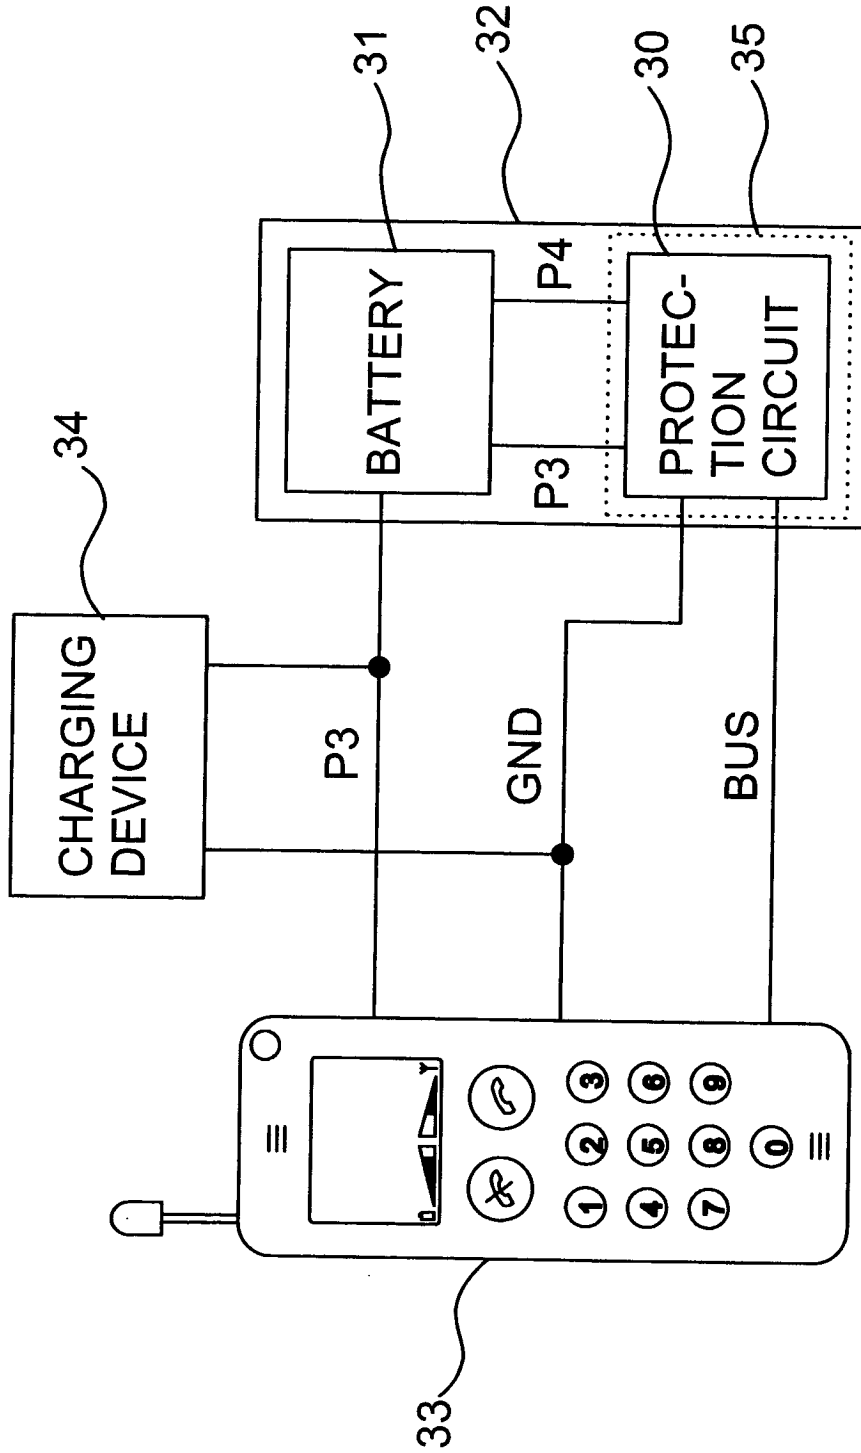 34
CHARGING
DEVICE
31
32
30
35
BATTERY
P4
P3
PROTEC-
TION
CIRCUIT
P3
GND
BUS
33
1
2
3
4
5
6
7
8
9
0